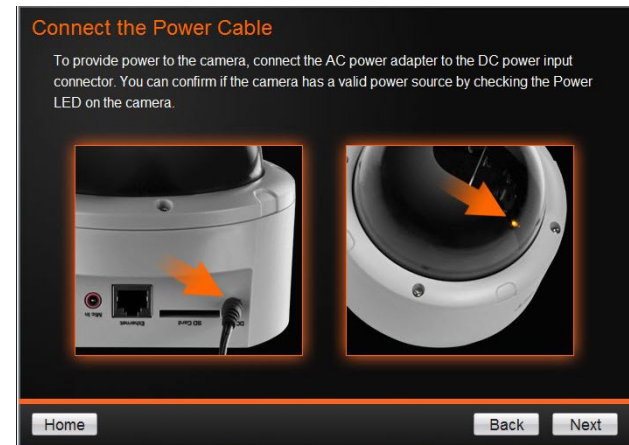 Connect the Power Cable
To provide power to the camera, connect the AC power adapter to the DC power input
connector. You can confirm if the camera has a valid power source by checking the Power
LED on the camera.
Mic In
Ethernet
SD Card
DC
Home
Back
Next